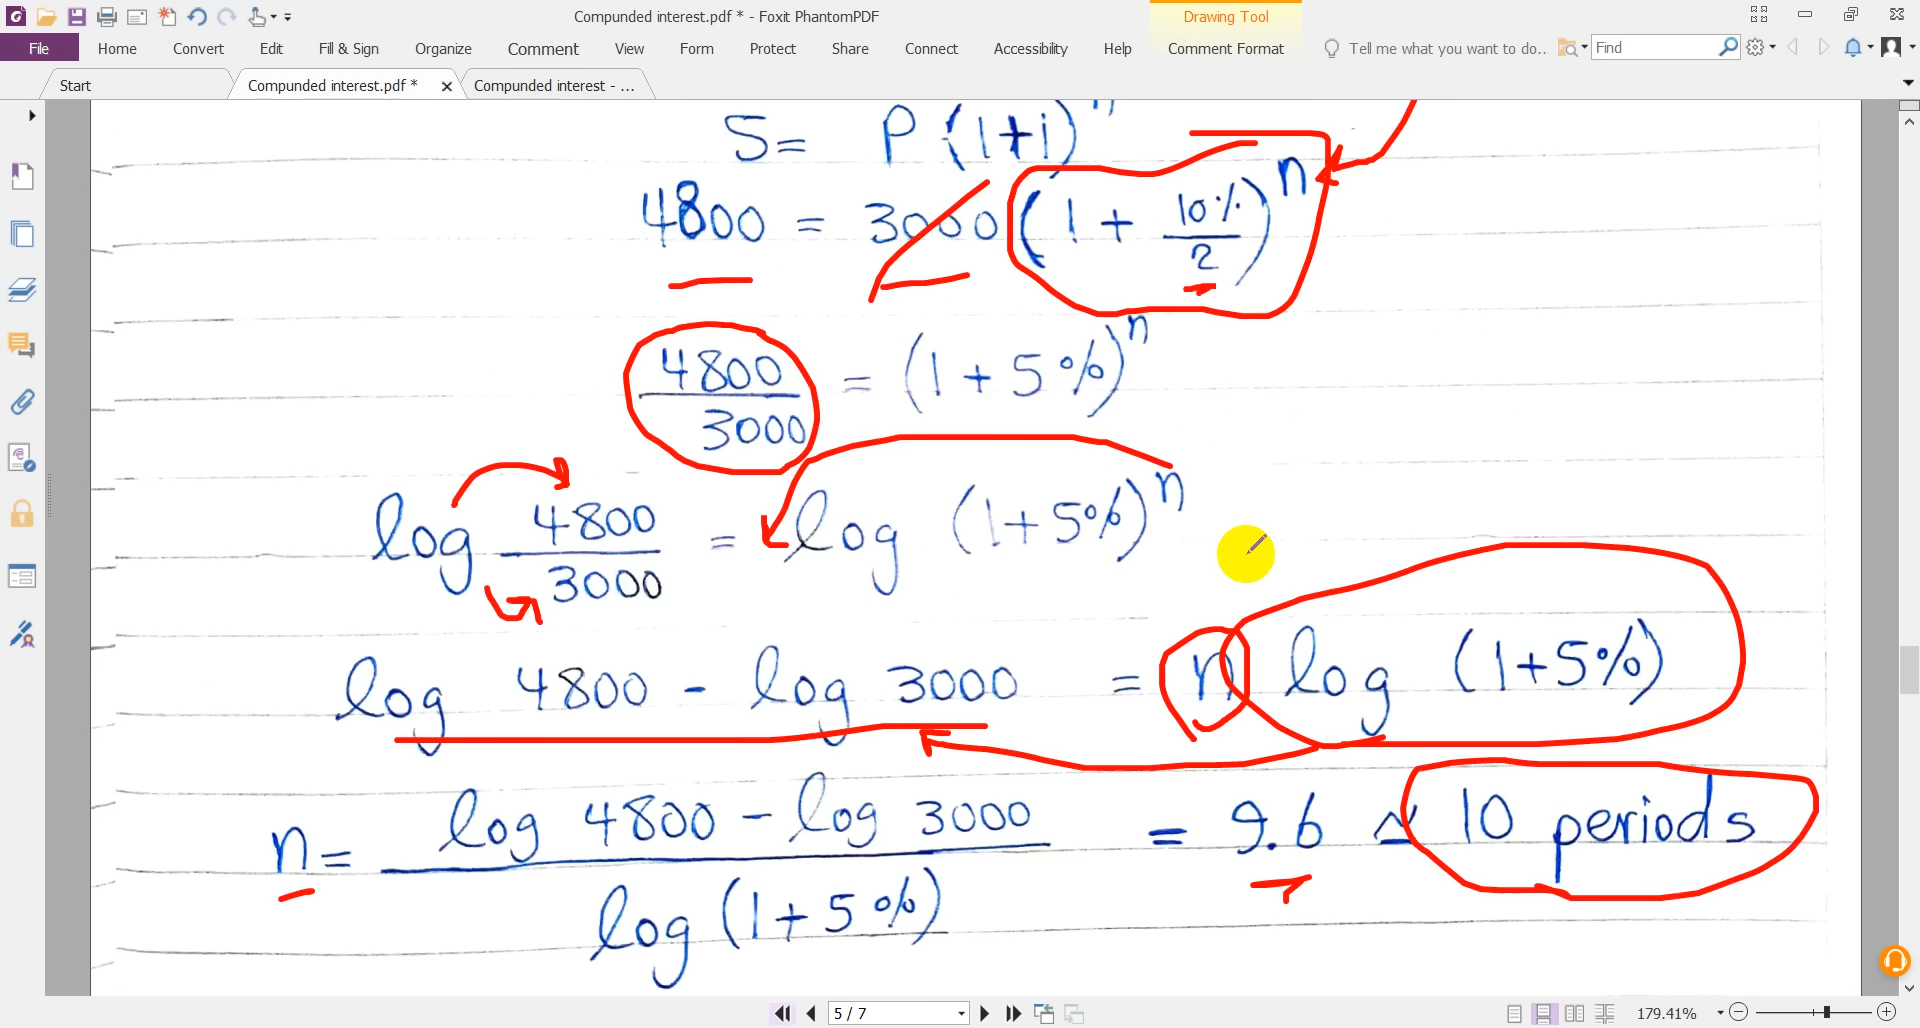 Compunded interest.pdf * - Foxit PhantomPDF
Drawing Tool
File Home Convert Edit Fill & Sign Organize Comment View Form Protect Share Connect Accessibility Help Comment Format Tell me what you want to do.. Find
Start Compunded interest.pdf * Compunded interest - ...
S = P (1+i)^n
4800 = 3000 (1 + 10%/2)^n
4800/3000 = (1 + 5%)^n
log 4800/3000 = log (1+5%)^n
log 4800 - log 3000 = n log (1+5%)
n = (log 4800 - log 3000)/(log (1+5%)) = 9.6 ≃ 10 periods
5 / 7 179.41%